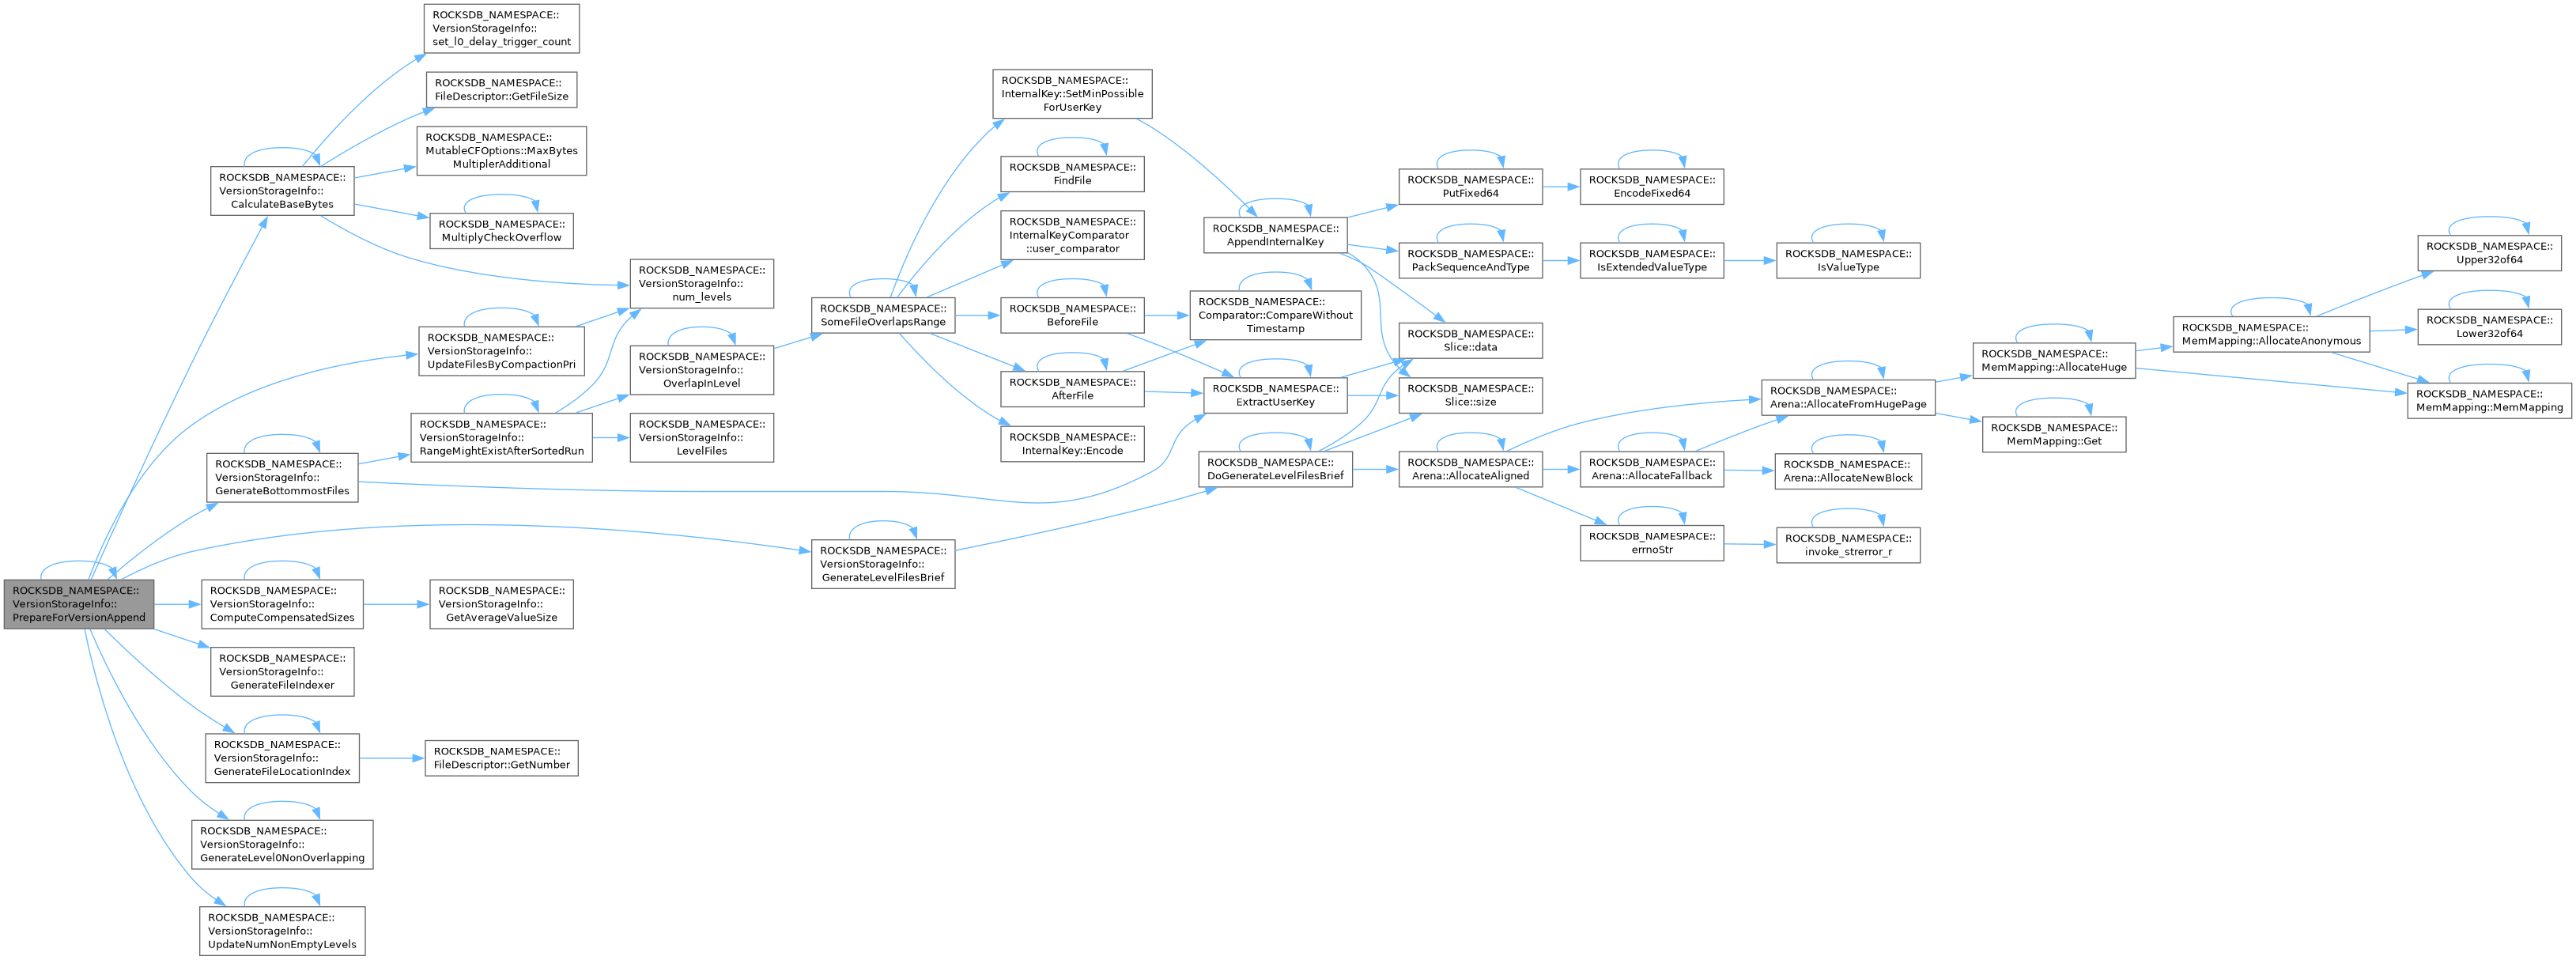 ROCKSDB_NAMESPACE::
VersionStorageInfo::
PrepareForVersionAppend
ROCKSDB_NAMESPACE::
VersionStorageInfo::
CalculateBaseBytes
ROCKSDB_NAMESPACE::
VersionStorageInfo::
set_l0_delay_trigger_count
ROCKSDB_NAMESPACE::
FileDescriptor::GetFileSize
ROCKSDB_NAMESPACE::
MutableCFOptions::MaxBytes
MultiplerAdditional
ROCKSDB_NAMESPACE::
MultiplyCheckOverflow
ROCKSDB_NAMESPACE::
VersionStorageInfo::
num_levels
ROCKSDB_NAMESPACE::
VersionStorageInfo::
UpdateFilesByCompactionPri
ROCKSDB_NAMESPACE::
VersionStorageInfo::
GenerateBottommostFiles
ROCKSDB_NAMESPACE::
VersionStorageInfo::
RangeMightExistAfterSortedRun
ROCKSDB_NAMESPACE::
VersionStorageInfo::
OverlapInLevel
ROCKSDB_NAMESPACE::
VersionStorageInfo::
LevelFiles
ROCKSDB_NAMESPACE::
SomeFileOverlapsRange
ROCKSDB_NAMESPACE::
InternalKey::SetMinPossible
ForUserKey
ROCKSDB_NAMESPACE::
FindFile
ROCKSDB_NAMESPACE::
InternalKeyComparator
::user_comparator
ROCKSDB_NAMESPACE::
BeforeFile
ROCKSDB_NAMESPACE::
AfterFile
ROCKSDB_NAMESPACE::
InternalKey::Encode
ROCKSDB_NAMESPACE::
AppendInternalKey
ROCKSDB_NAMESPACE::
Comparator::CompareWithout
Timestamp
ROCKSDB_NAMESPACE::
ExtractUserKey
ROCKSDB_NAMESPACE::
PutFixed64
ROCKSDB_NAMESPACE::
EncodeFixed64
ROCKSDB_NAMESPACE::
PackSequenceAndType
ROCKSDB_NAMESPACE::
IsExtendedValueType
ROCKSDB_NAMESPACE::
IsValueType
ROCKSDB_NAMESPACE::
Slice::data
ROCKSDB_NAMESPACE::
Slice::size
ROCKSDB_NAMESPACE::
VersionStorageInfo::
GenerateLevelFilesBrief
ROCKSDB_NAMESPACE::
DoGenerateLevelFilesBrief
ROCKSDB_NAMESPACE::
Arena::AllocateAligned
ROCKSDB_NAMESPACE::
Arena::AllocateFallback
ROCKSDB_NAMESPACE::
errnoStr
ROCKSDB_NAMESPACE::
Arena::AllocateFromHugePage
ROCKSDB_NAMESPACE::
Arena::AllocateNewBlock
ROCKSDB_NAMESPACE::
invoke_strerror_r
ROCKSDB_NAMESPACE::
MemMapping::AllocateHuge
ROCKSDB_NAMESPACE::
MemMapping::Get
ROCKSDB_NAMESPACE::
MemMapping::AllocateAnonymous
ROCKSDB_NAMESPACE::
Upper32of64
ROCKSDB_NAMESPACE::
Lower32of64
ROCKSDB_NAMESPACE::
MemMapping::MemMapping
ROCKSDB_NAMESPACE::
VersionStorageInfo::
ComputeCompensatedSizes
ROCKSDB_NAMESPACE::
VersionStorageInfo::
GetAverageValueSize
ROCKSDB_NAMESPACE::
VersionStorageInfo::
GenerateFileIndexer
ROCKSDB_NAMESPACE::
VersionStorageInfo::
GenerateFileLocationIndex
ROCKSDB_NAMESPACE::
FileDescriptor::GetNumber
ROCKSDB_NAMESPACE::
VersionStorageInfo::
GenerateLevel0NonOverlapping
ROCKSDB_NAMESPACE::
VersionStorageInfo::
UpdateNumNonEmptyLevels